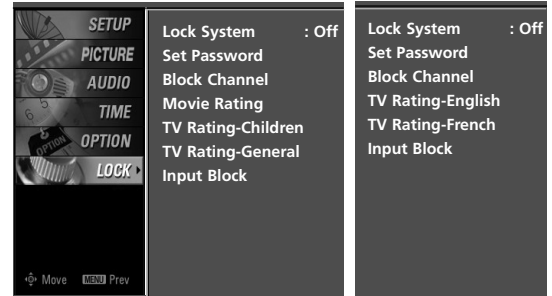 SETUP
PICTURE
AUDIO
TIME
OPTION
LOCK
Move MENU Prev
Lock System : Off
Set Password
Block Channel
Movie Rating
TV Rating-Children
TV Rating-General
Input Block
Lock System : Off
Set Password
Block Channel
TV Rating-English
TV Rating-French
Input Block